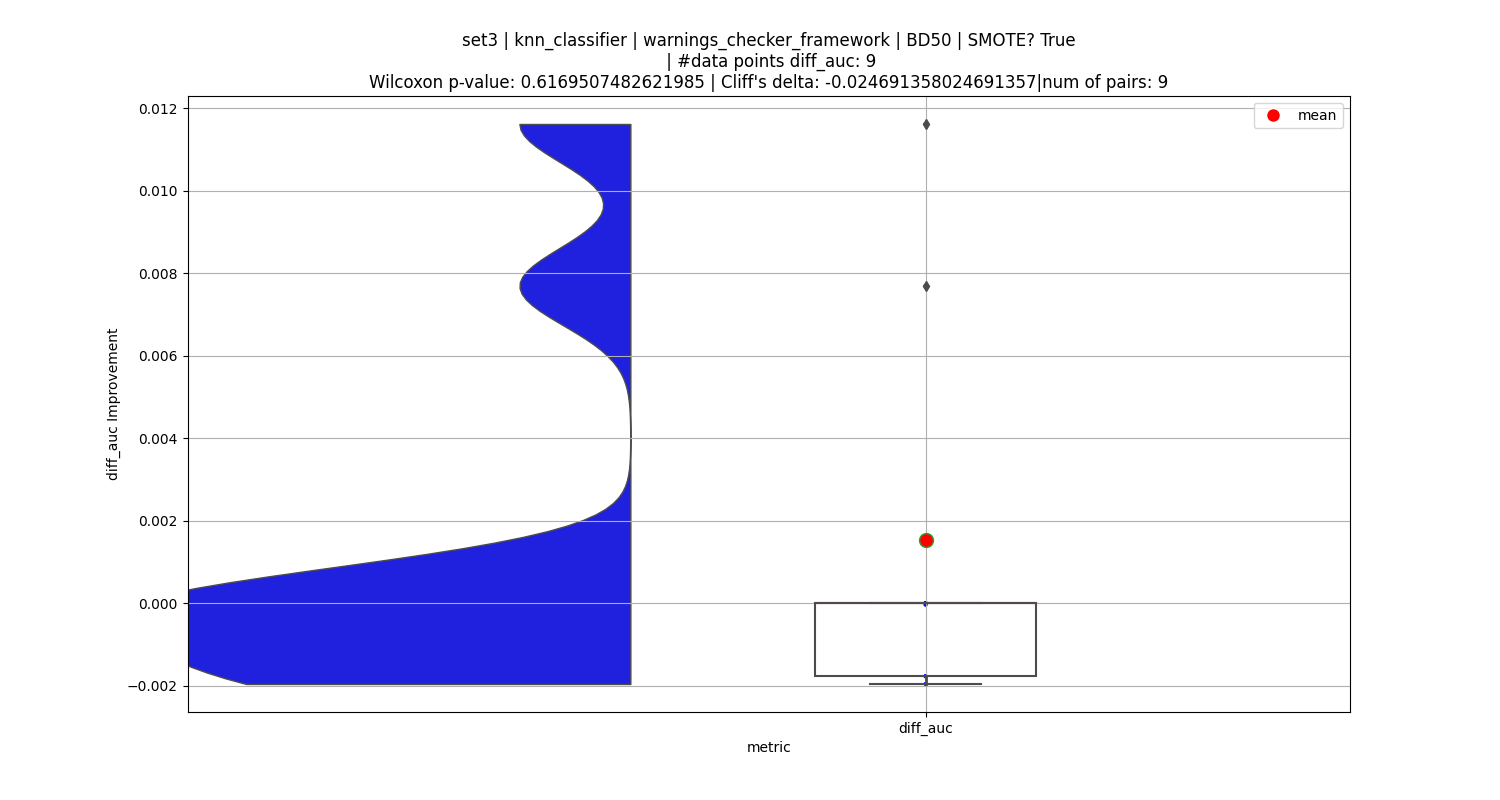 set3 | knn_classifier | warnings_checker_framework | BD50 | SMOTE? True
| #data points diff_auc: 9
Wilcoxon p-value: 0.6169507482621985 | Cliff's delta: -0.024691358024691357|num of pairs: 9
mean
0.012
0.010
0.008
0.006
0.004
0.002
0.000
−0.002
diff_auc Improvement
diff_auc
metric